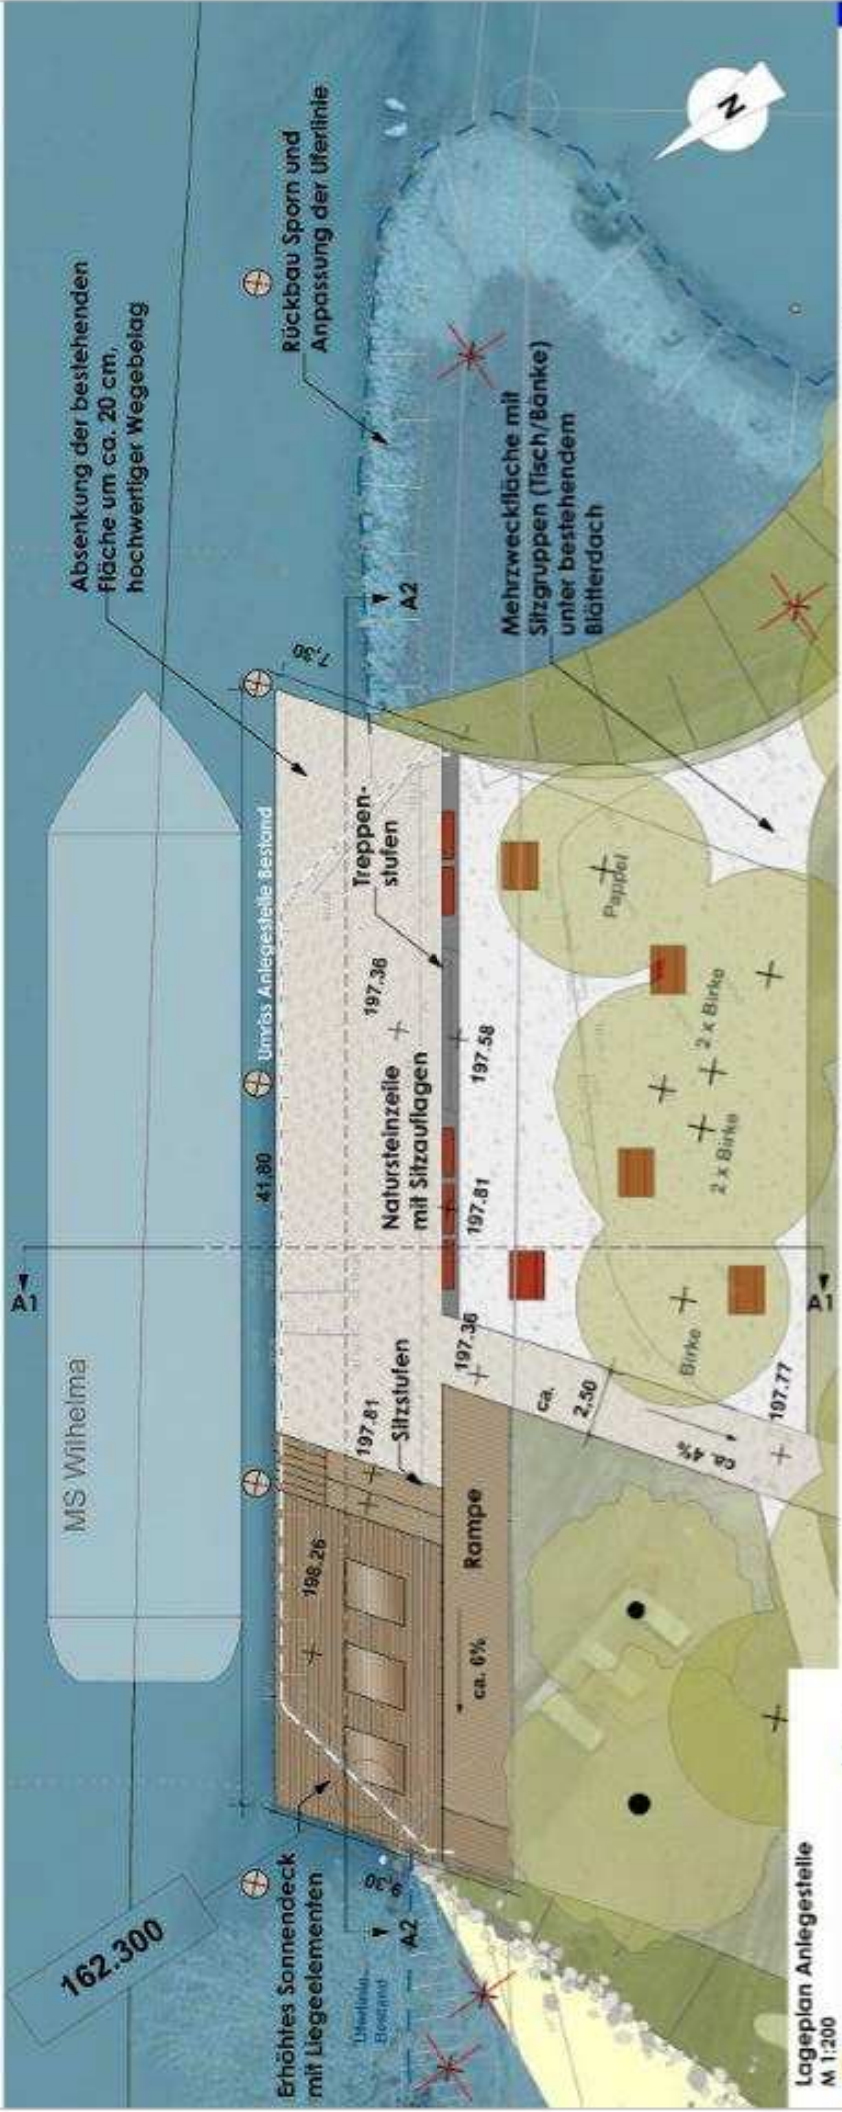 MS Wilhelma
A1
A1
Absenkung der bestehenden
Fläche um ca. 20 cm,
hochwertiger Wegebelag
Rückbau Sporn und
Anpassung der Uferlinie
N
162.300
41,80
Umriss Anlegestelle Bestand
7,30
A2
Erhöhtes Sonnendeck
mit Liegeelementen
198.26
197.81
Sitzstufen
Natursteinzeile
mit Sitzauflagen
197.36
Treppen-
stufen
Mehrzweckfläche mit
Sitzgruppen (Tisch/Bänke)
unter bestehendem
Blätterdach
9,30
A2
Uferlinie
Bestand
ca. 6%
Rampe
197.36
197.81
197.58
ca.
2,50
ca. 4%
197.77
Birke
2 x Birke
2 x Birke
Pappel
Lageplan Anlegestelle
M 1:200